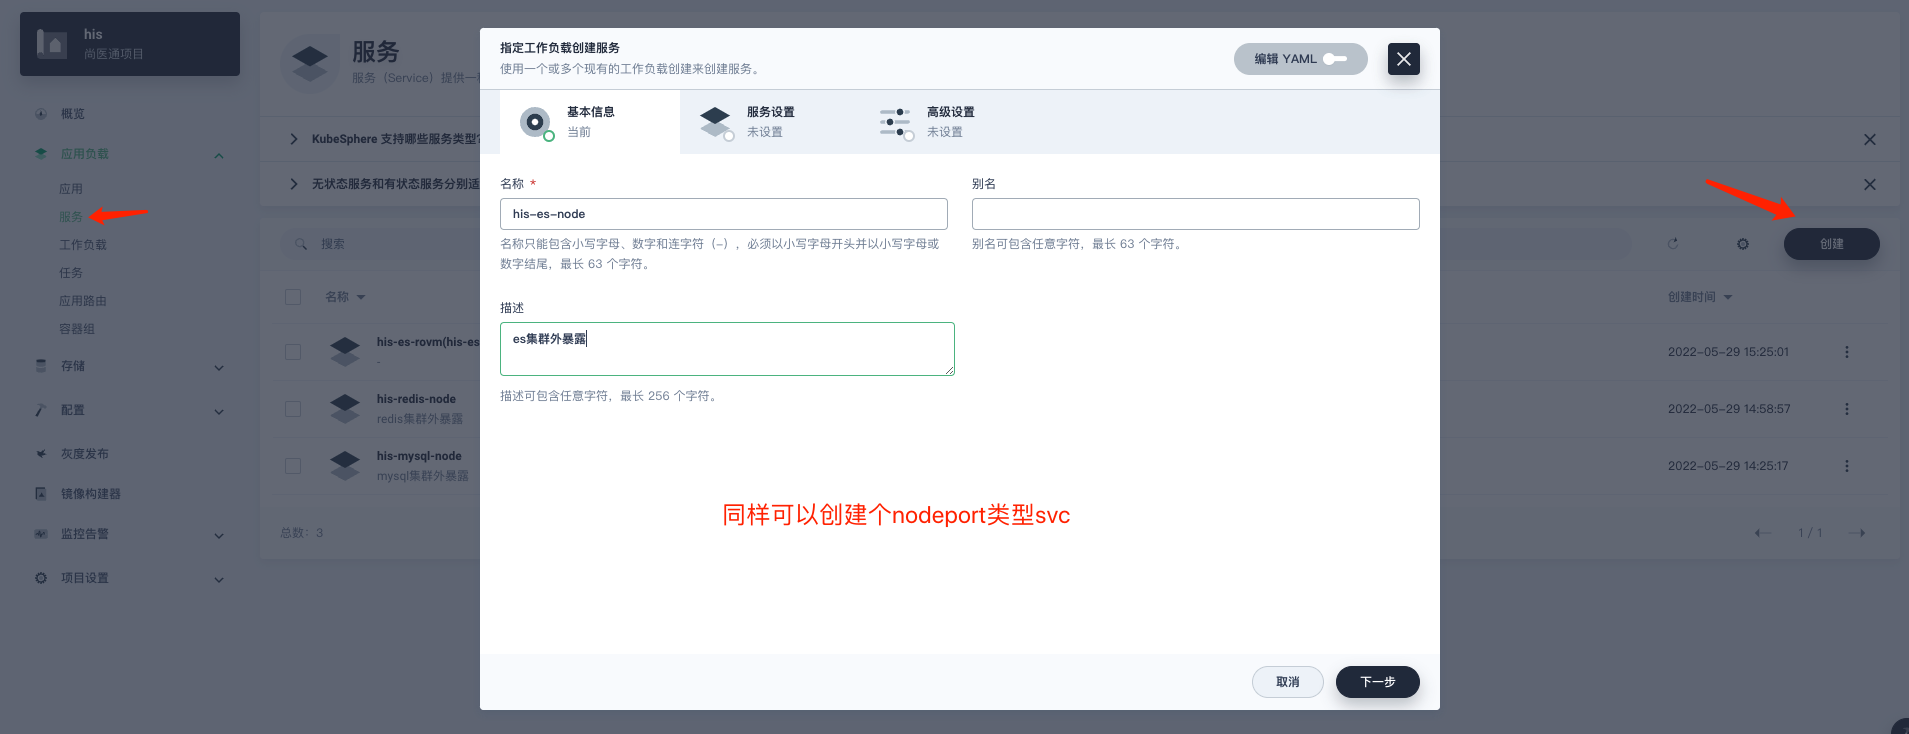 his
尚医通项目
概览
应用负载
应用
服务
工作负载
任务
应用路由
容器组
存储
配置
灰度发布
镜像构建器
监控告警
项目设置
服务
服务（Service）提供一种
KubeSphere 支持哪些服务类型?
无状态服务和有状态服务分别适
搜索
创建
名称
创建时间
his-es-rovm(his-es
-
2022-05-29 15:25:01
his-redis-node
redis集群外暴露
2022-05-29 14:58:57
his-mysql-node
mysql集群外暴露
2022-05-29 14:25:17
总数：3
1 / 1
指定工作负载创建服务
使用一个或多个现有的工作负载创建来创建服务。
编辑 YAML
基本信息
当前
服务设置
未设置
高级设置
未设置
名称 *
his-es-node
名称只能包含小写字母、数字和连字符（-），必须以小写字母开头并以小写字母或
数字结尾，最长 63 个字符。
别名
别名可包含任意字符，最长 63 个字符。
描述
es集群外暴露
描述可包含任意字符，最长 256 个字符。
同样可以创建个nodeport类型svc
取消
下一步